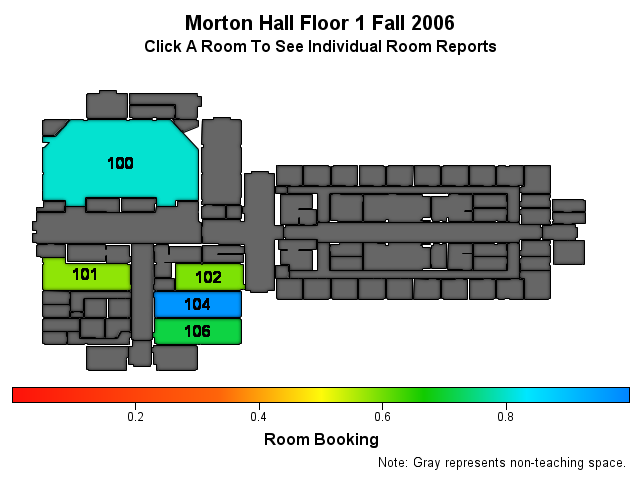 Morton Hall Floor 1 Fall 2006
Click A Room To See Individual Room Reports
100
101
102
104
106
0.2 0.4 0.6 0.8
Room Booking
Note: Gray represents non-teaching space.